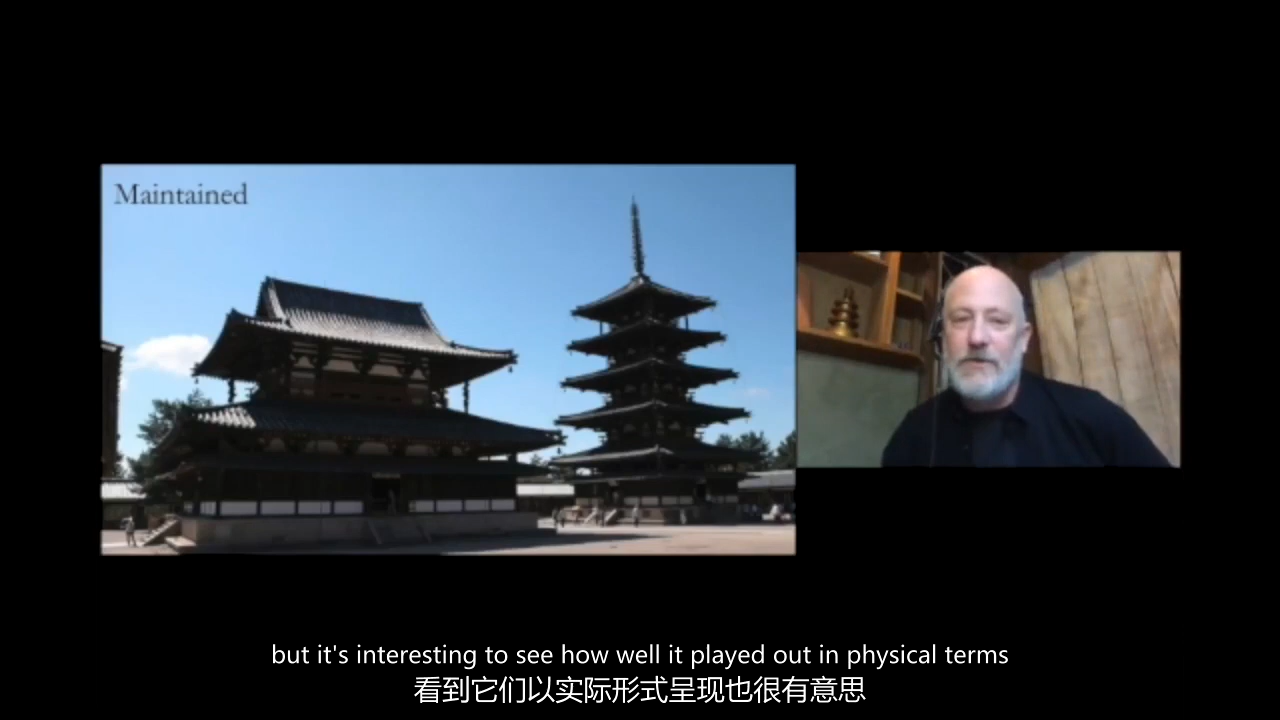 Maintained
but it's interesting to see how well it played out in physical terms
看到它们以实际形式呈现也很有意思